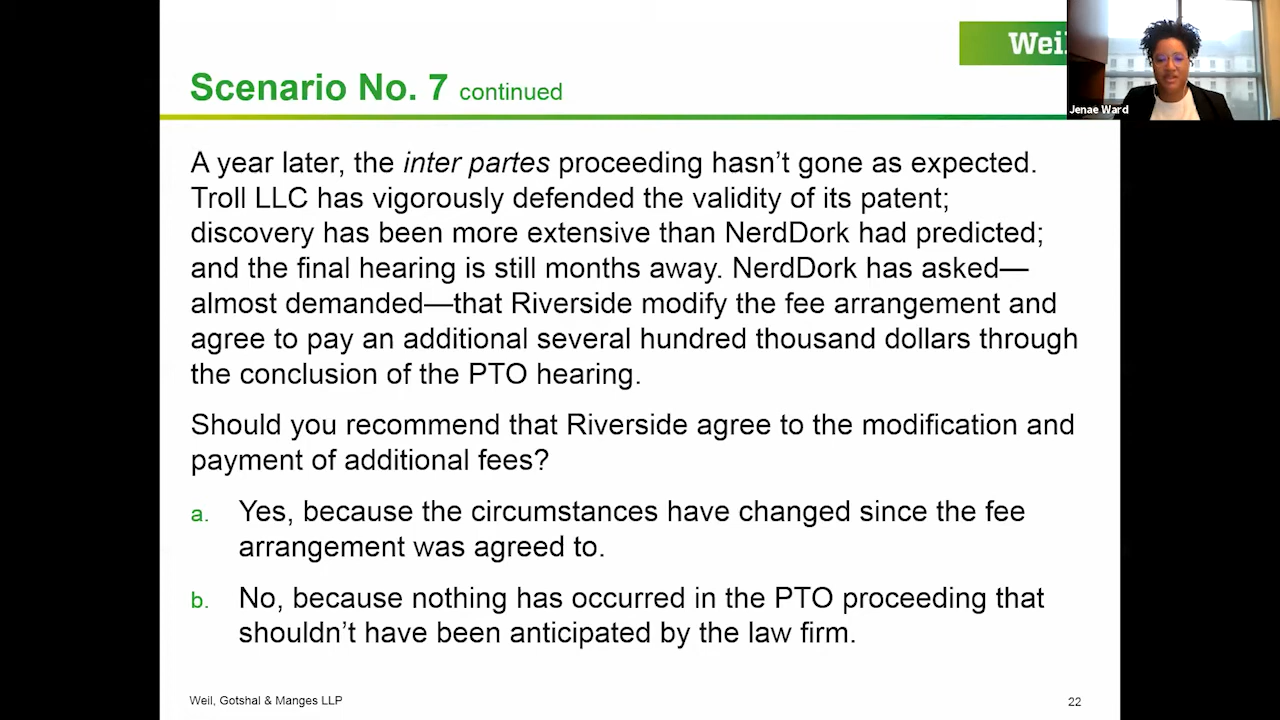 Weil
Jenae Ward
Scenario No. 7 continued
A year later, the inter partes proceeding hasn’t gone as expected.
Troll LLC has vigorously defended the validity of its patent;
discovery has been more extensive than NerdDork had predicted;
and the final hearing is still months away. NerdDork has asked—
almost demanded—that Riverside modify the fee arrangement and
agree to pay an additional several hundred thousand dollars through
the conclusion of the PTO hearing.
Should you recommend that Riverside agree to the modification and
payment of additional fees?
a. Yes, because the circumstances have changed since the fee
arrangement was agreed to.
b. No, because nothing has occurred in the PTO proceeding that
shouldn’t have been anticipated by the law firm.
Weil, Gotshal & Manges LLP
22